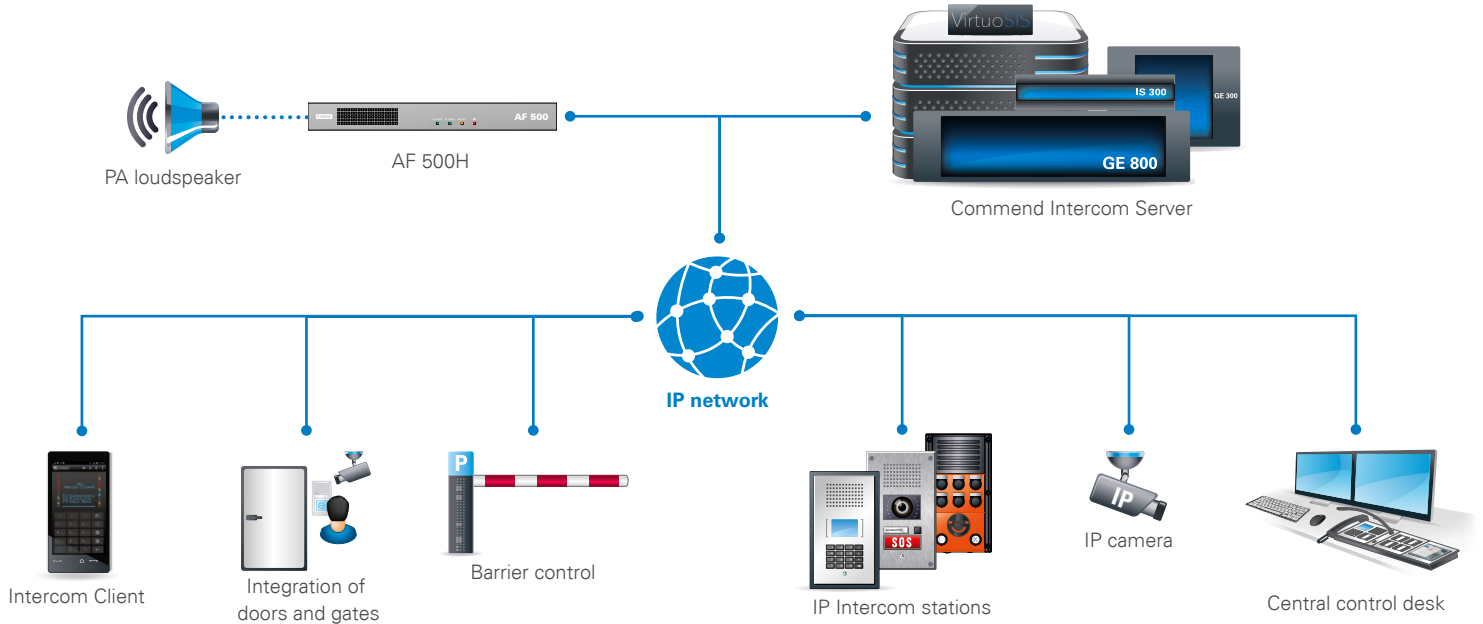 VirtuoSIS
IS 300
GE 300
AF 500
GE 800
AF 500H
PA loudspeaker
Commend Intercom Server
IP network
P
SOS
IP
Intercom Client
Integration of
doors and gates
Barrier control
IP Intercom stations
IP camera
Central control desk